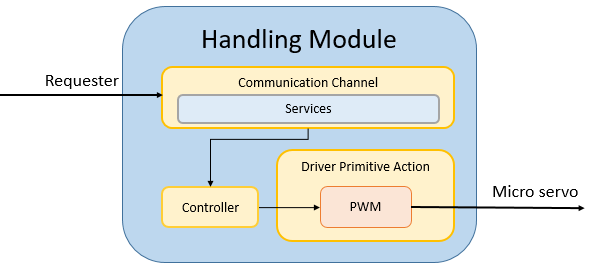 Handling Module
Requester
Communication Channel
Services
Driver Primitive Action
Micro servo
Controller
PWM